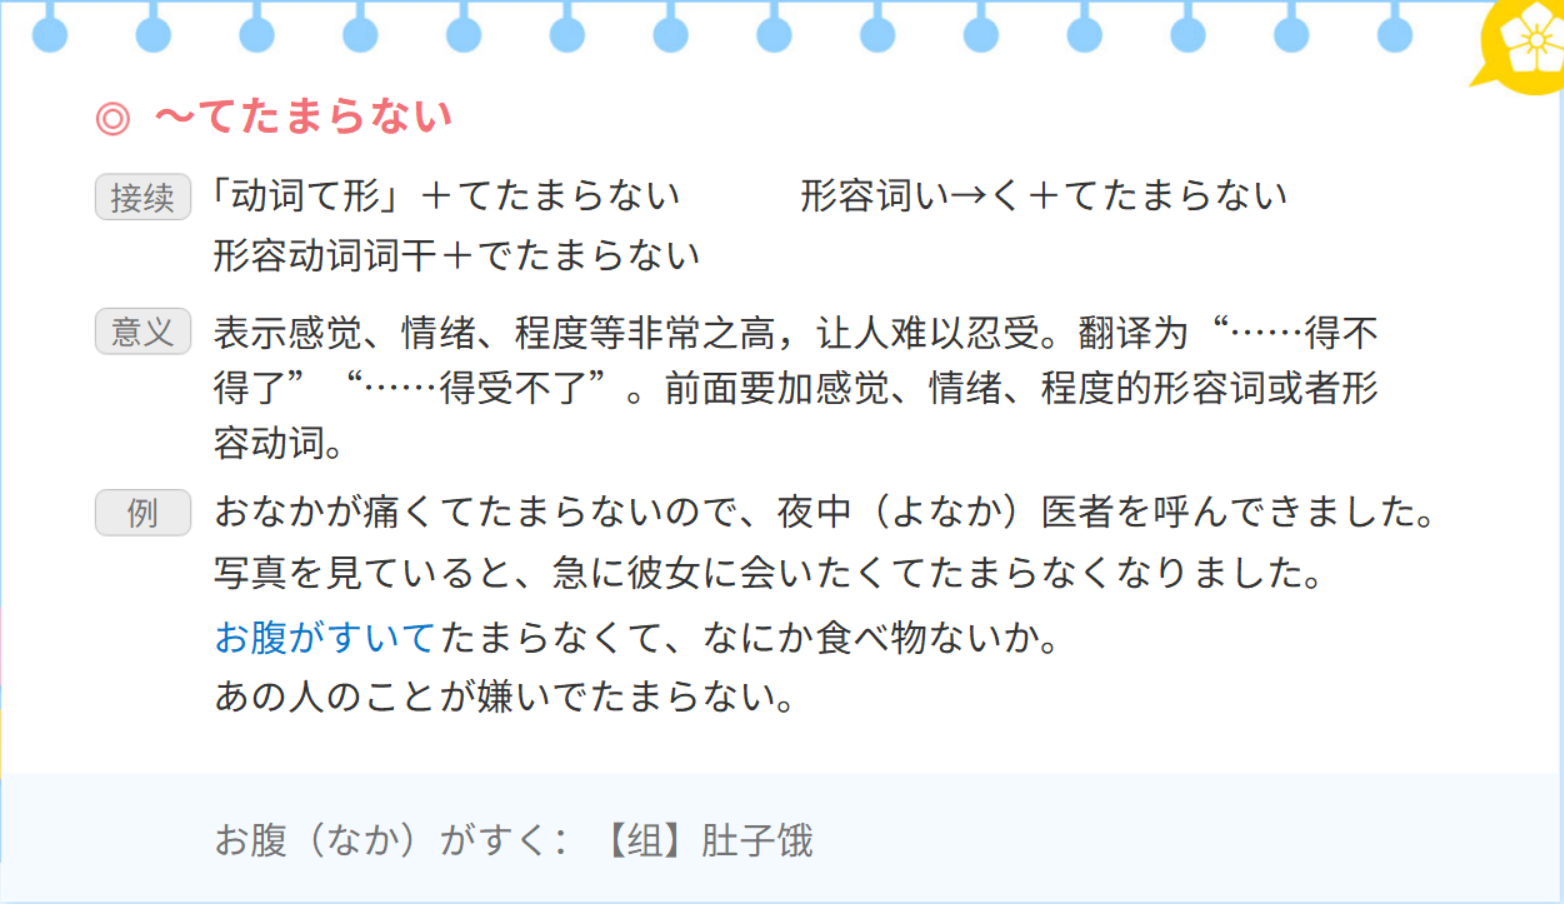 ◎ ～てたまらない
接续 「动词て形」＋てたまらない 形容词い→く＋てたまらない
形容动词词干＋でたまらない
意义 表示感觉、情绪、程度等非常之高，让人难以忍受。翻译为“……得不
得了” “……得受不了”。前面要加感觉、情绪、程度的形容词或者形
容动词。
例 おなかが痛くてたまらないので、夜中（よなか）医者を呼んできました。
写真を見ていると、急に彼女に会いたくてたまらなくなりました。
お腹がすいてたまらなくて、なにか食べ物ないか。
あの人のことが嫌いでたまらない。
お腹（なか）がすく：【组】肚子饿